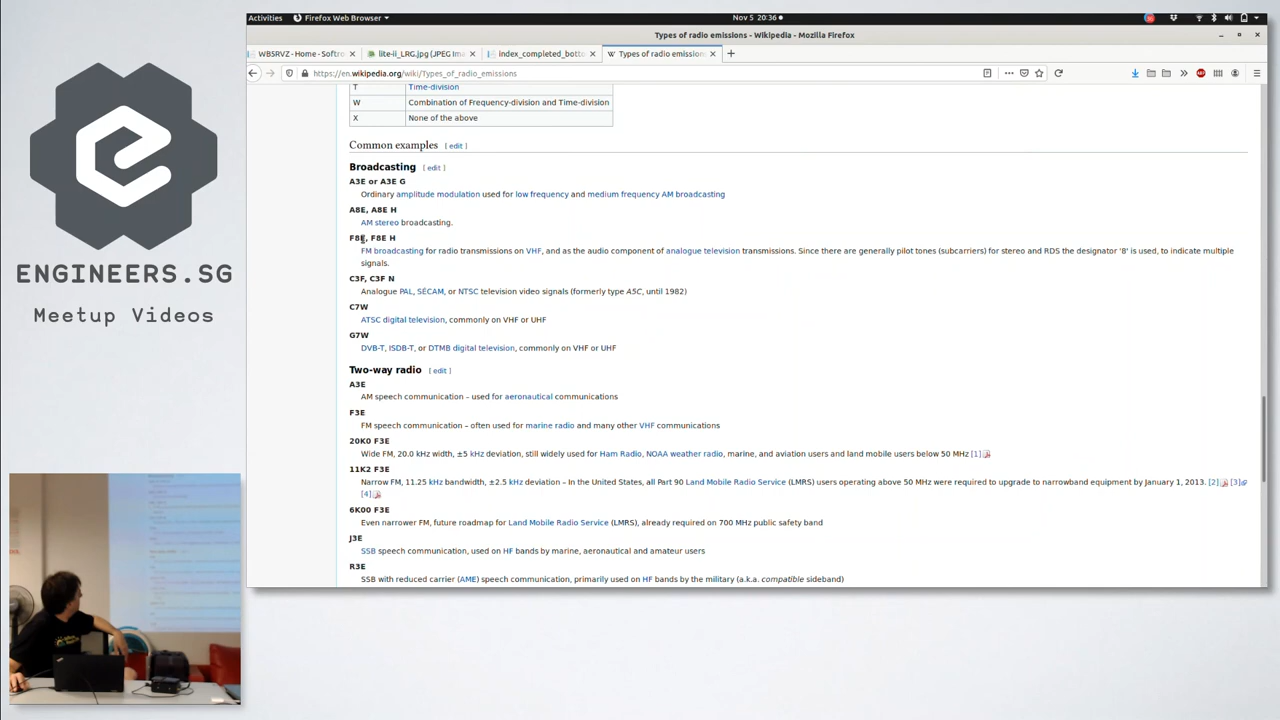 Activities
Firefox Web Browser
Nov 5 20:36
Types of radio emissions - Wikipedia - Mozilla Firefox
WBSRVZ - Home - Softro
lite-ii_LRG.jpg (JPEG Ima
index_completed_botto
W Types of radio emission
https://en.wikipedia.org/wiki/Types_of_radio_emissions
T Time-division
W Combination of Frequency-division and Time-division
X None of the above
Common examples [ edit ]
Broadcasting [ edit ]
A3E or A3E G
Ordinary amplitude modulation used for low frequency and medium frequency AM broadcasting
A8E, A8E H
AM stereo broadcasting.
F8E, F8E H
FM broadcasting for radio transmissions on VHF, and as the audio component of analogue television transmissions. Since there are generally pilot tones (subcarriers) for stereo and RDS the designator '8' is used, to indicate multiple
signals.
C3F, C3F N
Analogue PAL, SÉCAM, or NTSC television video signals (formerly type A5C, until 1982)
C7W
ATSC digital television, commonly on VHF or UHF
G7W
DVB-T, ISDB-T, or DTMB digital television, commonly on VHF or UHF
Two-way radio [ edit ]
A3E
AM speech communication – used for aeronautical communications
F3E
FM speech communication – often used for marine radio and many other VHF communications
20K0 F3E
Wide FM, 20.0 kHz width, ±5 kHz deviation, still widely used for Ham Radio, NOAA weather radio, marine, and aviation users and land mobile users below 50 MHz [1]
11K2 F3E
Narrow FM, 11.25 kHz bandwidth, ±2.5 kHz deviation – In the United States, all Part 90 Land Mobile Radio Service (LMRS) users operating above 50 MHz were required to upgrade to narrowband equipment by January 1, 2013. [2] [3]
[4]
6K00 F3E
Even narrower FM, future roadmap for Land Mobile Radio Service (LMRS), already required on 700 MHz public safety band
J3E
SSB speech communication, used on HF bands by marine, aeronautical and amateur users
R3E
SSB with reduced carrier (AME) speech communication, primarily used on HF bands by the military (a.k.a. compatible sideband)
ENGINEERS.SG
Meetup Videos